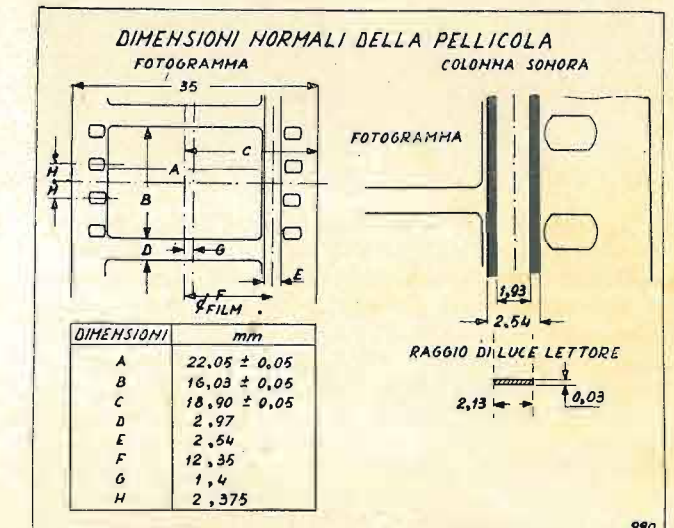 DIMENSIONI NORMALI DELLA PELLICOLA
FOTOGRAMMA
35
C
A
H
H
B
D
G
E
F
¢ FILM.
DIMENSIONI mm
A 22,05 ± 0,05
B 16,03 ± 0,05
C 18,90 ± 0,05
D 2,97
E 2,54
F 12,35
G 1,4
H 2,375
COLONNA SONORA
FOTOGRAMMA
1,93
2,54
RAGGIO DI LUCE LETTORE
2,13
0,03